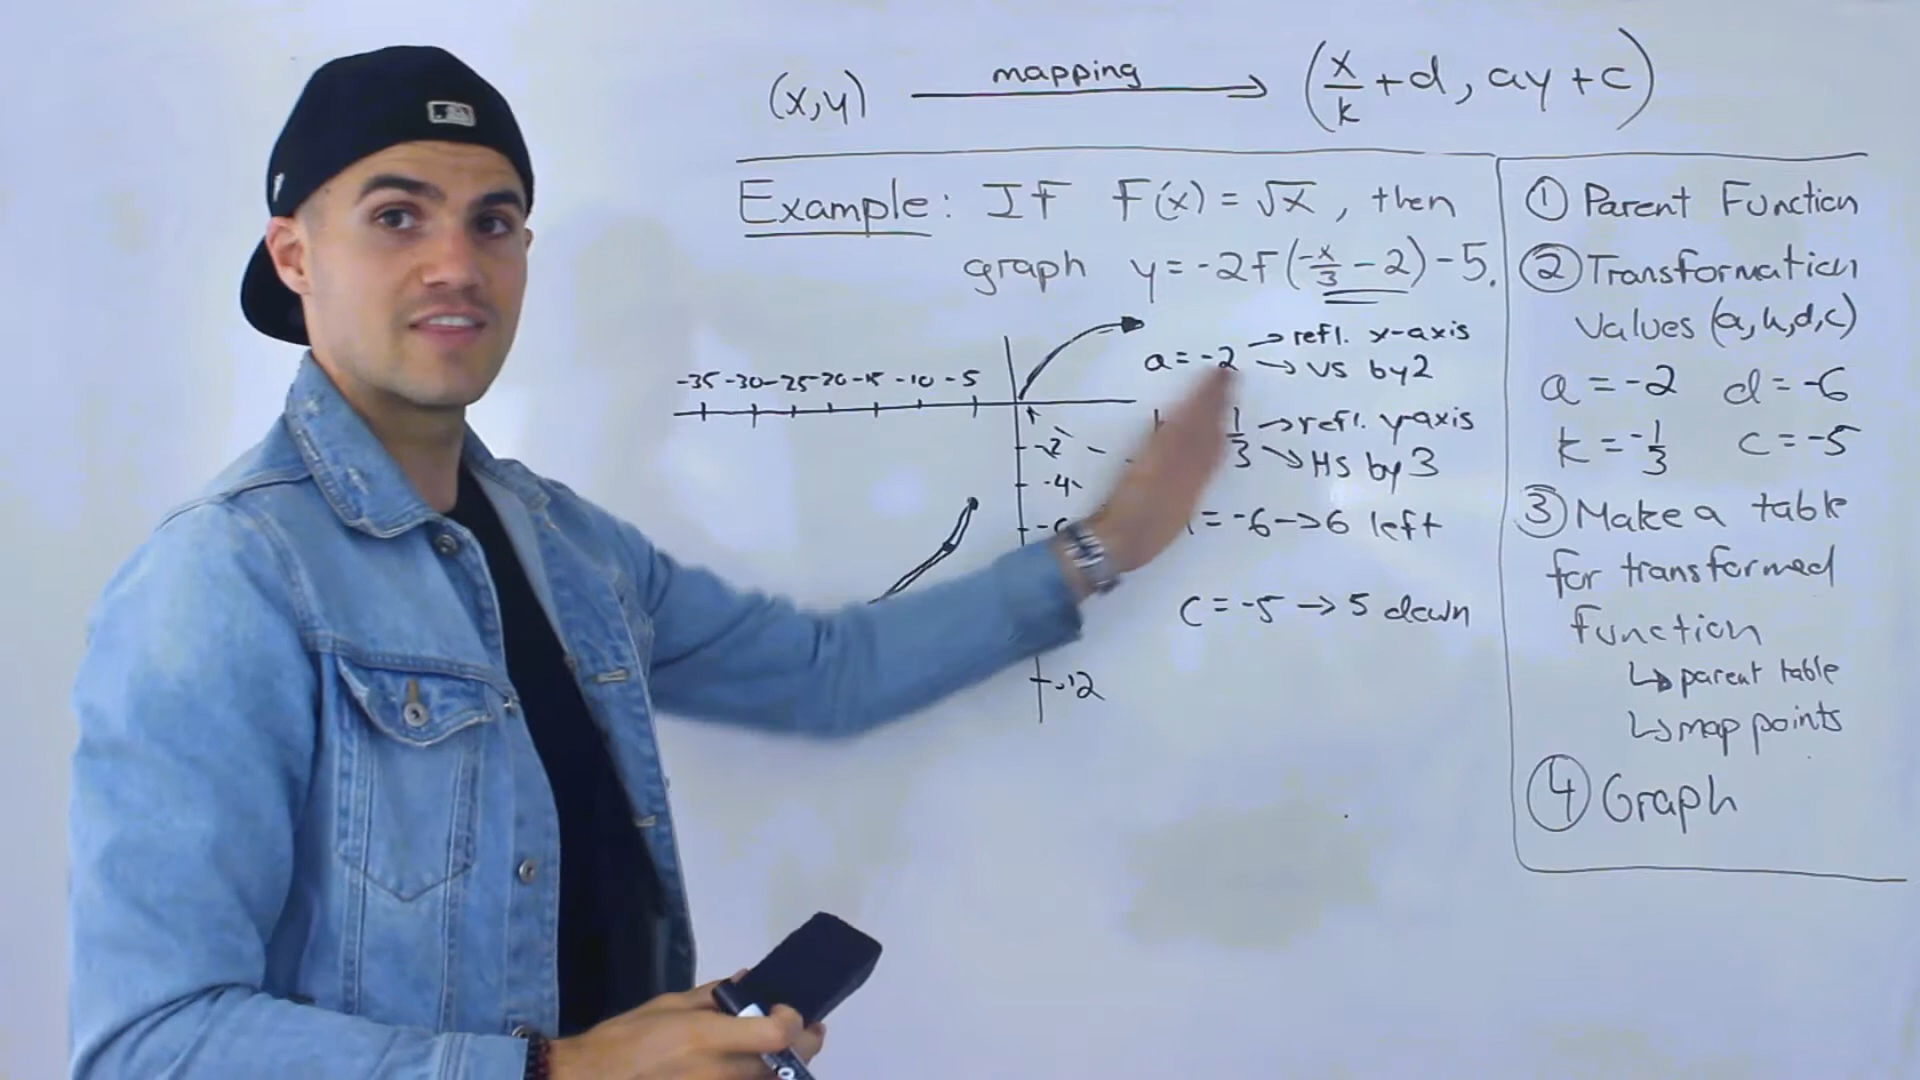 (x,y) mapping → (x/k + d, ay + c)
Example: If F(x) = √x, then
graph y = -2f(-x/3 - 2) - 5.
a = -2 → refl. x-axis
→ VS by 2
1/3 → refl. y-axis
→ HS by 3
= -6 → 6 left
c = -5 → 5 down
-35 -30 -25 -20 -15 -10 -5
-2
-4
-6
-12
① Parent Function
② Transformation
Values (a,k,d,c)
a = -2 d = -6
k = -1/3 c = -5
③ Make a table
for transformed
function
↳ parent table
↳ map points
④ Graph